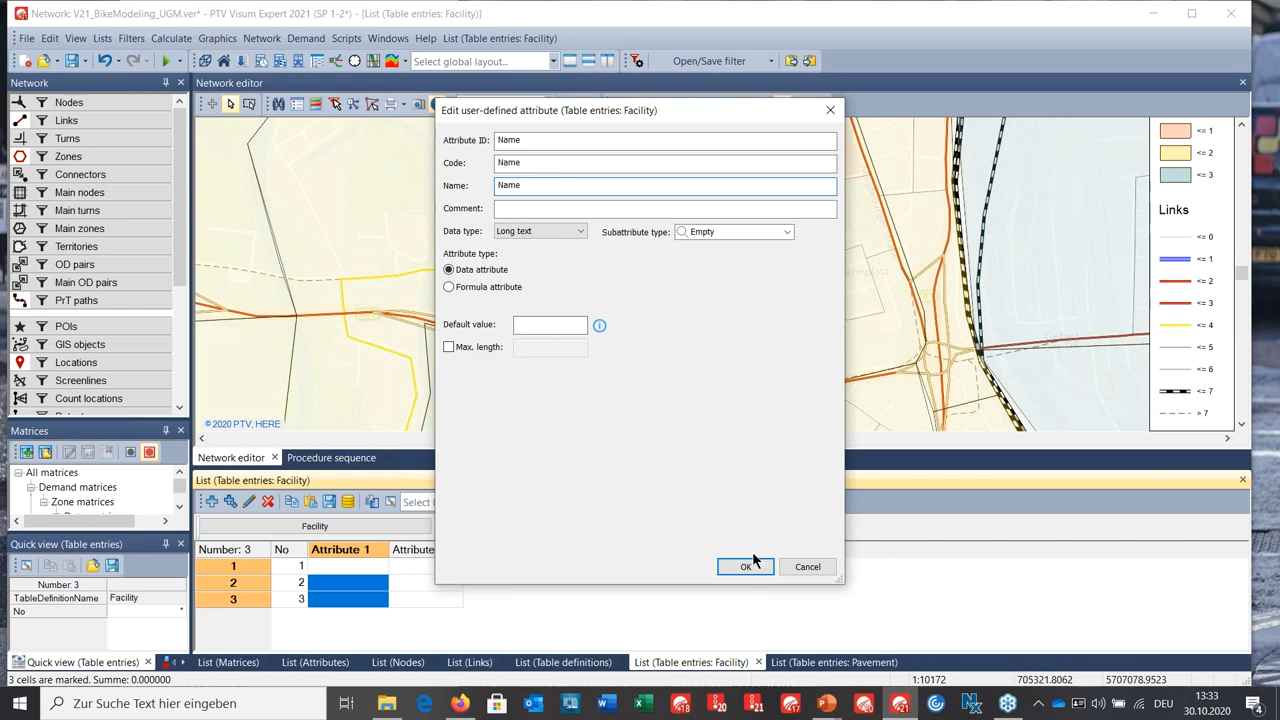 Network: V21_BikeModeling_UGM.ver* - PTV Visum Expert 2021 (SP 1-2*) - [List (Table entries: Facility)]
File Edit View Lists Filters Calculate Graphics Network Demand Scripts Windows Help List (Table entries: Facility)
Select global layout...
Open/Save filter
Network
Nodes
Links
Turns
Zones
Connectors
Main nodes
Main turns
Main zones
Territories
OD pairs
Main OD pairs
PrT paths
POIs
GIS objects
Locations
Screenlines
Count locations
Matrices
All matrices
Demand matrices
Zone matrices
Quick view (Table entries)
Number: 3
TableDefinitionName Facility
No *
Network editor
© 2020 PTV, HERE
<= 1
<= 2
<= 3
Links
<= 0
<= 1
<= 2
<= 3
<= 4
<= 5
<= 6
<= 7
> 7
Edit user-defined attribute (Table entries: Facility)
Attribute ID: Name
Code: Name
Name: Name
Comment:
Data type: Long text
Subattribute type: Empty
Attribute type:
Data attribute
Formula attribute
Default value:
Max. length:
OK
Cancel
Network editor Procedure sequence
List (Table entries: Facility)
Facility
Number: 3 No Attribute 1 Attribute
1 1
2 2
3 3
Quick view (Table entries)
List (Matrices) List (Attributes) List (Nodes) List (Links) List (Table definitions) List (Table entries: Facility) List (Table entries: Pavement)
3 cells are marked. Summe: 0.000000
1:10172 705321.8062 5707078.9523
Zur Suche Text hier eingeben
DEU
13:33
30.10.2020